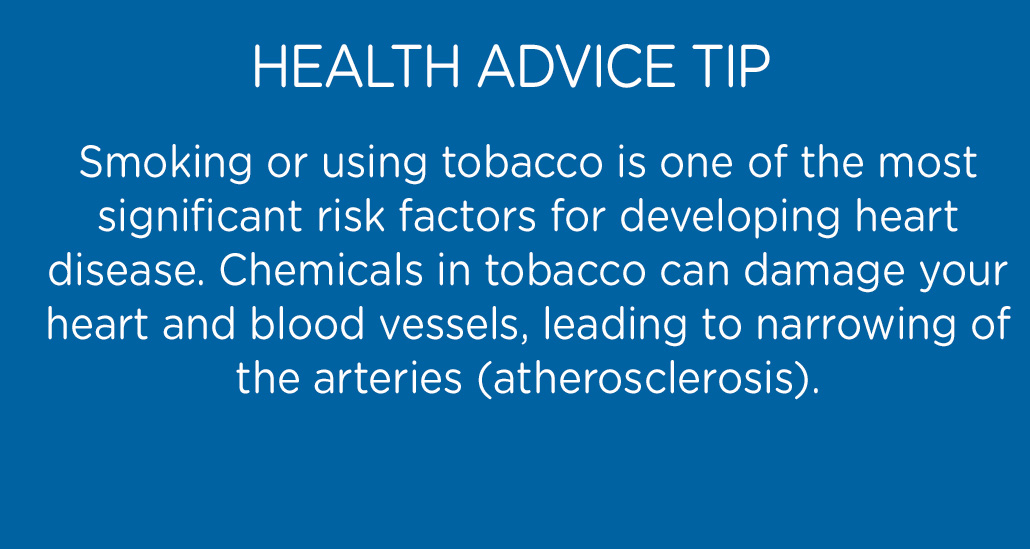 HEALTH ADVICE TIP
Smoking or using tobacco is one of the most
significant risk factors for developing heart
disease. Chemicals in tobacco can damage your
heart and blood vessels, leading to narrowing of
the arteries (atherosclerosis).